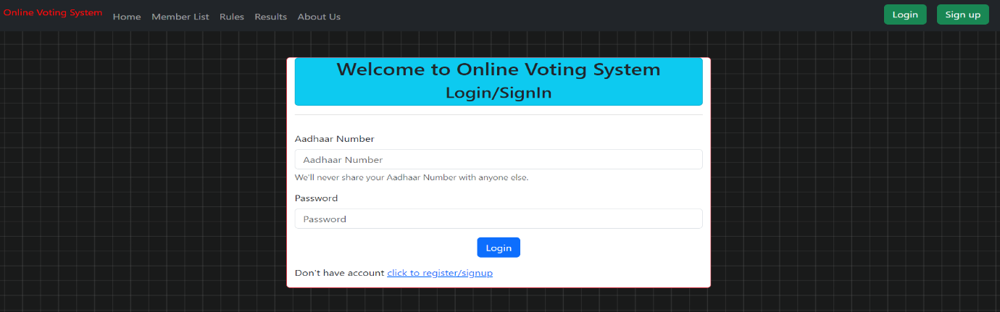 Online Voting System Home Member List Rules Results About Us Login Sign up
Welcome to Online Voting System
Login/SignIn
Aadhaar Number
Aadhaar Number
We'll never share your Aadhaar Number with anyone else.
Password
Password
Login
Don't have account click to register/signup